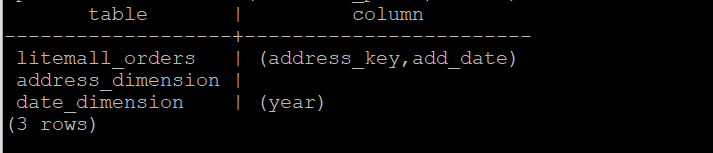 table | column
-------------------+------------------------
litemall_orders | (address_key,add_date)
address_dimension |
date_dimension | (year)
(3 rows)